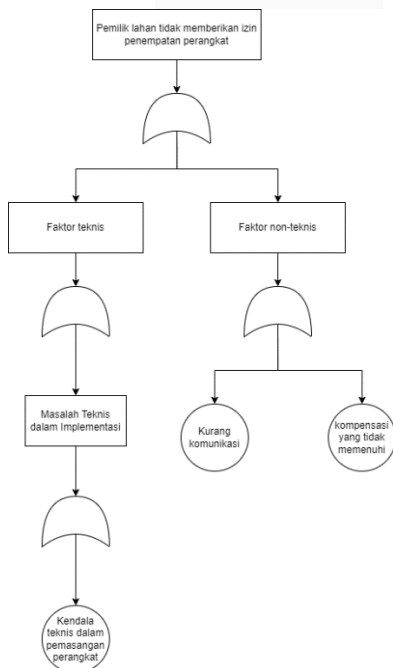 Pemilik lahan tidak memberikan izin
penempatan perangkat
Faktor teknis
Faktor non-teknis
Masalah Teknis
dalam Implementasi
Kurang
komunikasi
kompensasi
yang tidak
memenuhi
Kendala
teknis dalam
pemasangan
perangkat